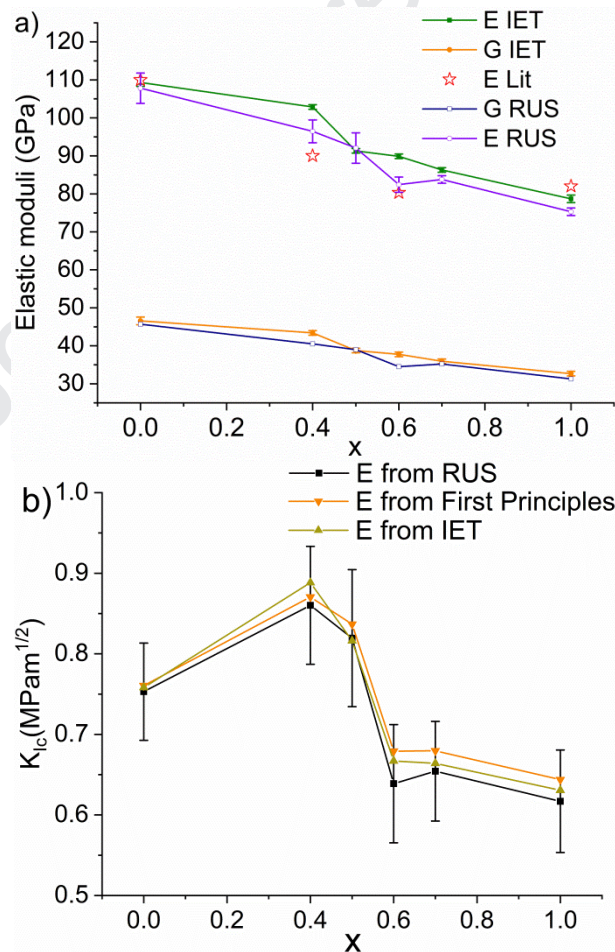 a)
E IET
G IET
E Lit
G RUS
E RUS
Elastic moduli (GPa)
120
110
100
90
80
70
60
50
40
30
0.0 0.2 0.4 0.6 0.8 1.0
x
b)
E from RUS
E from First Principles
E from IET
K_Ic(MPam^1/2)
1.0
0.9
0.8
0.7
0.6
0.5
0.0 0.2 0.4 0.6 0.8 1.0
x